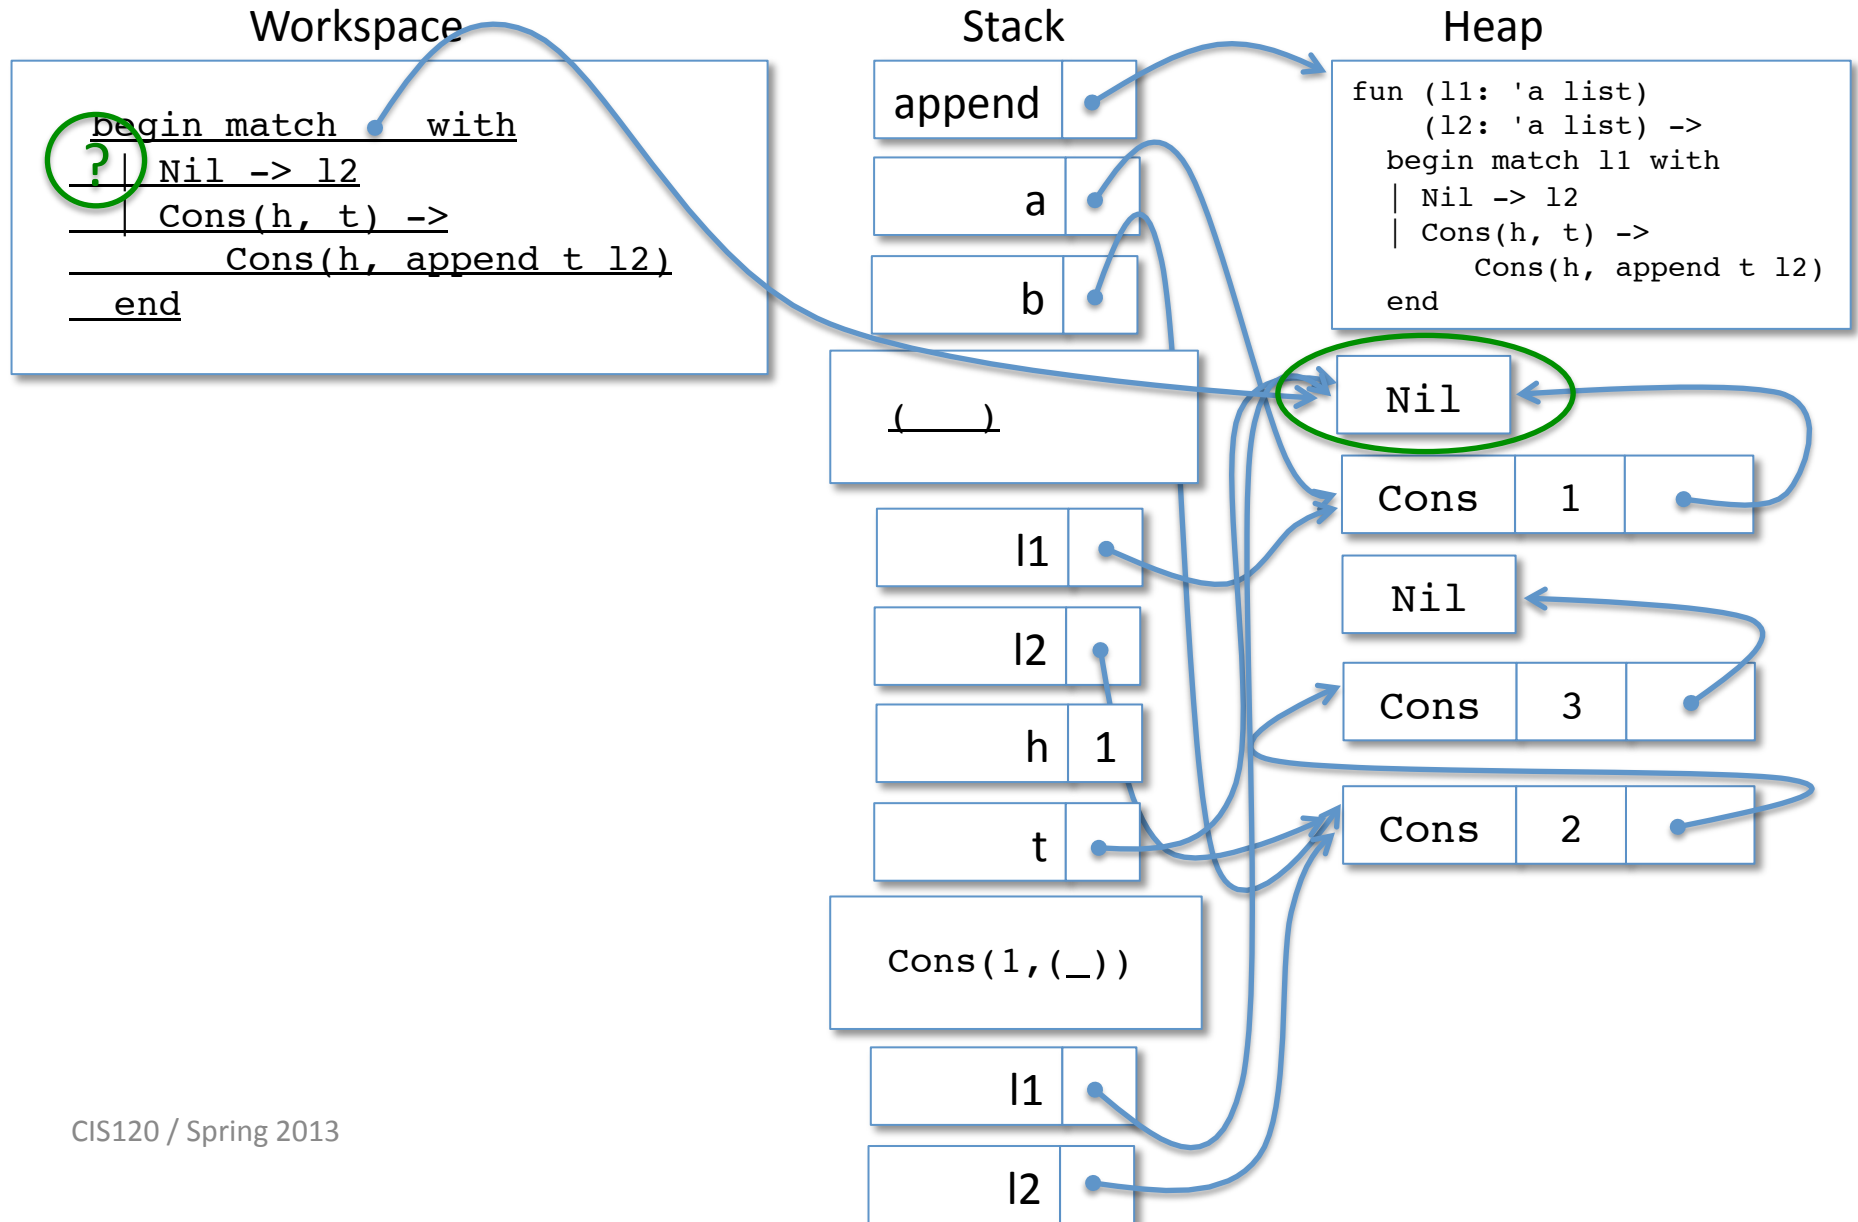 Workspace
begin match with
? | Nil -> l2
| Cons(h, t) ->
Cons(h, append t l2)
end
Stack
append
a
b
(____)
l1
l2
h 1
t
Cons(1,(_))
l1
l2
Heap
fun (l1: 'a list)
(l2: 'a list) ->
begin match l1 with
| Nil -> l2
| Cons(h, t) ->
Cons(h, append t l2)
end
Nil
Cons 1
Nil
Cons 3
Cons 2
CIS120 / Spring 2013